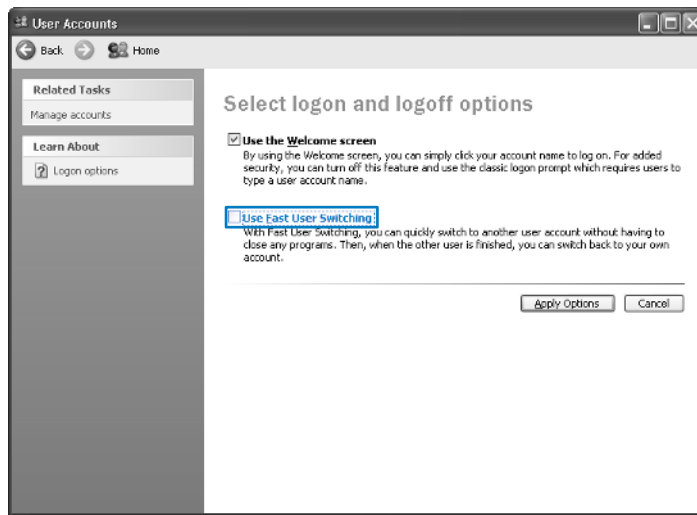 User Accounts
Back Home
Related Tasks
Manage accounts
Learn About
Logon options
Select logon and logoff options
Use the Welcome screen
By using the Welcome screen, you can simply click your account name to log on. For added
security, you can turn off this feature and use the classic logon prompt which requires users to
type a user account name.
Use Fast User Switching
With Fast User Switching, you can quickly switch to another user account without having to
close any programs. Then, when the other user is finished, you can switch back to your own
account.
Apply Options Cancel